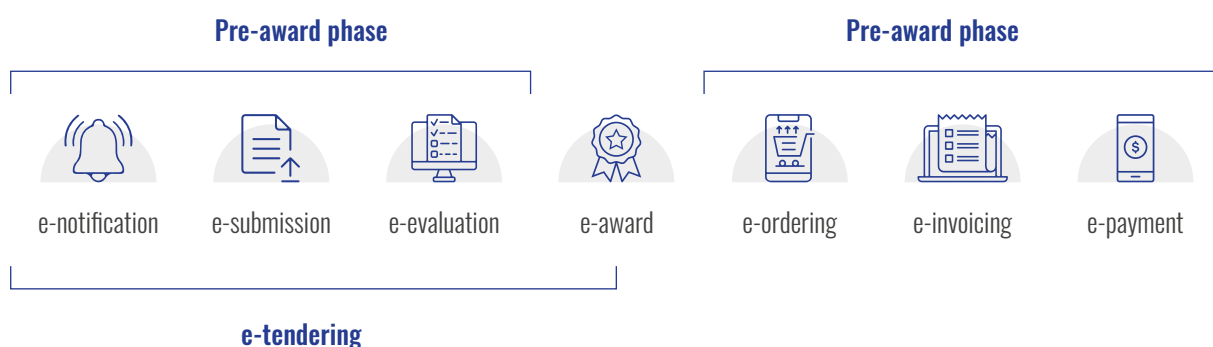 Pre-award phase
Pre-award phase
e-notification
e-submission
e-evaluation
e-award
e-ordering
e-invoicing
e-payment
e-tendering